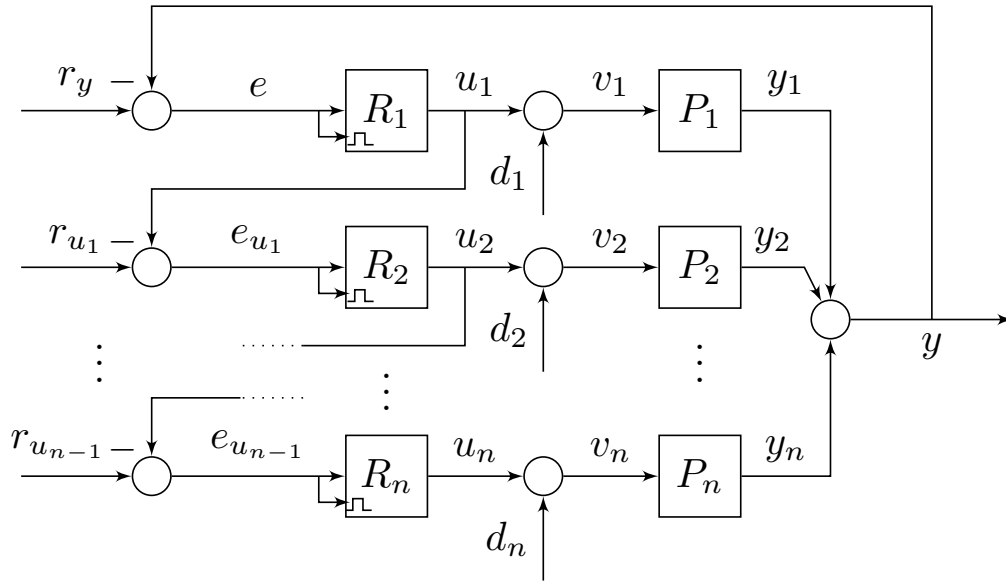 r_y − e R_1 u_1 v_1 P_1 y_1
d_1
r_{u_1} − e_{u_1} R_2 u_2 v_2 P_2 y_2
d_2 y
r_{u_{n−1}} − e_{u_{n−1}} R_n u_n v_n P_n y_n
d_n